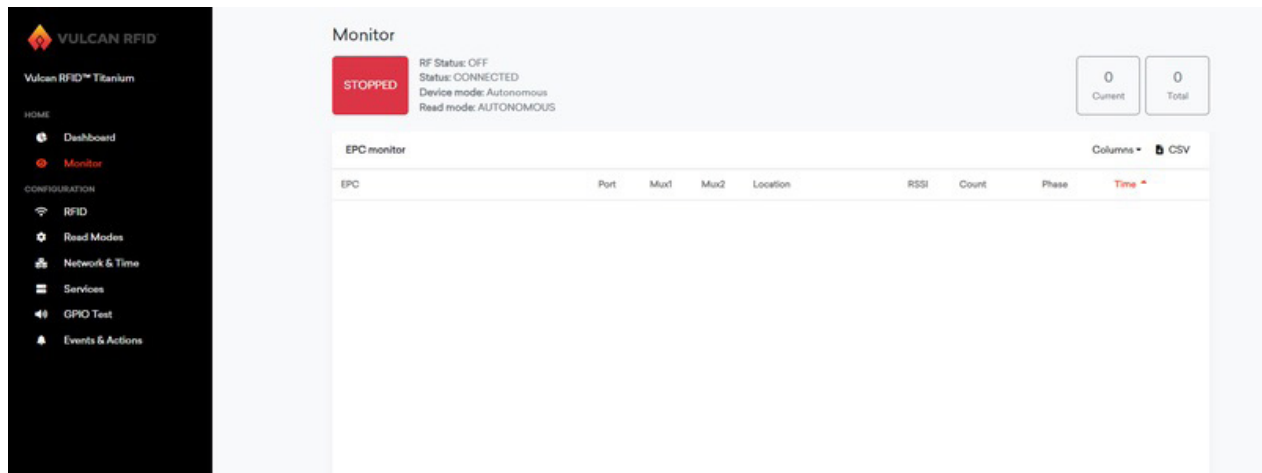 VULCAN RFID
Vulcan RFID™ Titanium
HOME
Dashboard
Monitor
CONFIGURATION
RFID
Read Modes
Network & Time
Services
GPIO Test
Events & Actions
Monitor
STOPPED
RF Status: OFF
Status: CONNECTED
Device mode: Autonomous
Read mode: AUTONOMOUS
0
Current
0
Total
EPC monitor
Columns
CSV
EPC Port Mux1 Mux2 Location RSSI Count Phase Time